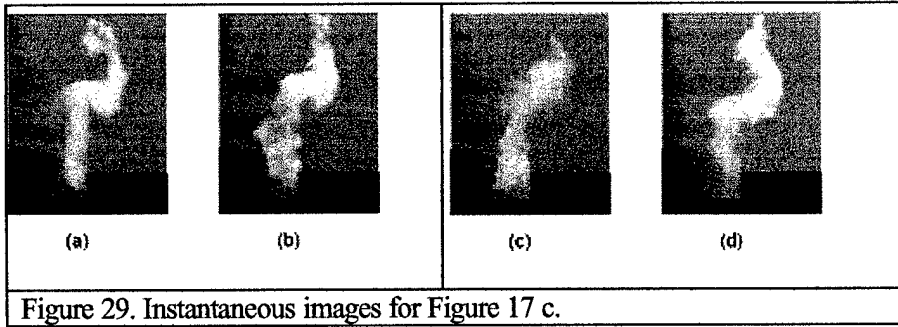 (a) (b) (c) (d)
Figure 29. Instantaneous images for Figure 17 c.